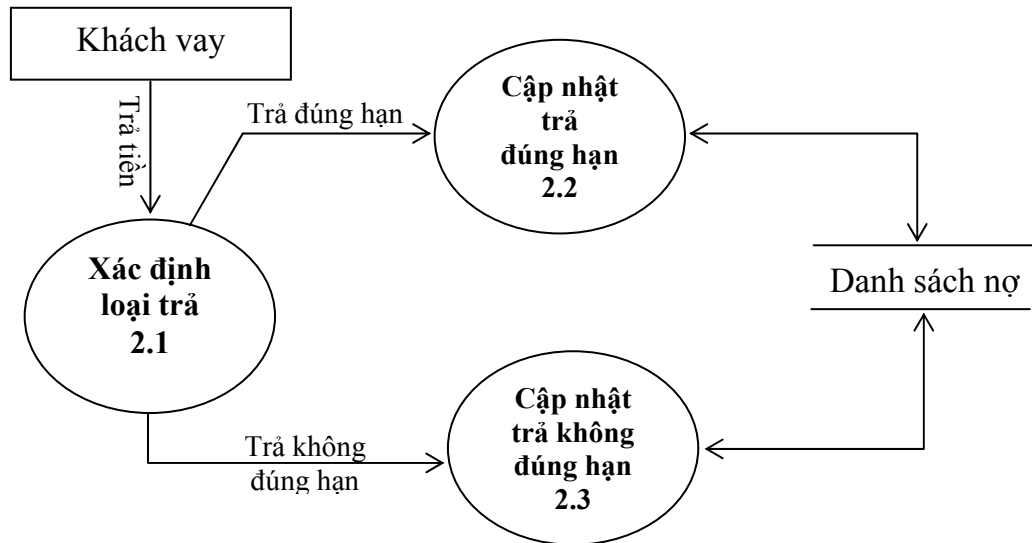 Khách vay
Trả tiền
Trả đúng hạn
Cập nhật
trả
đúng hạn
2.2
Xác định
loại trả
2.1
Danh sách nợ
Trả không
đúng hạn
Cập nhật
trả không
đúng hạn
2.3